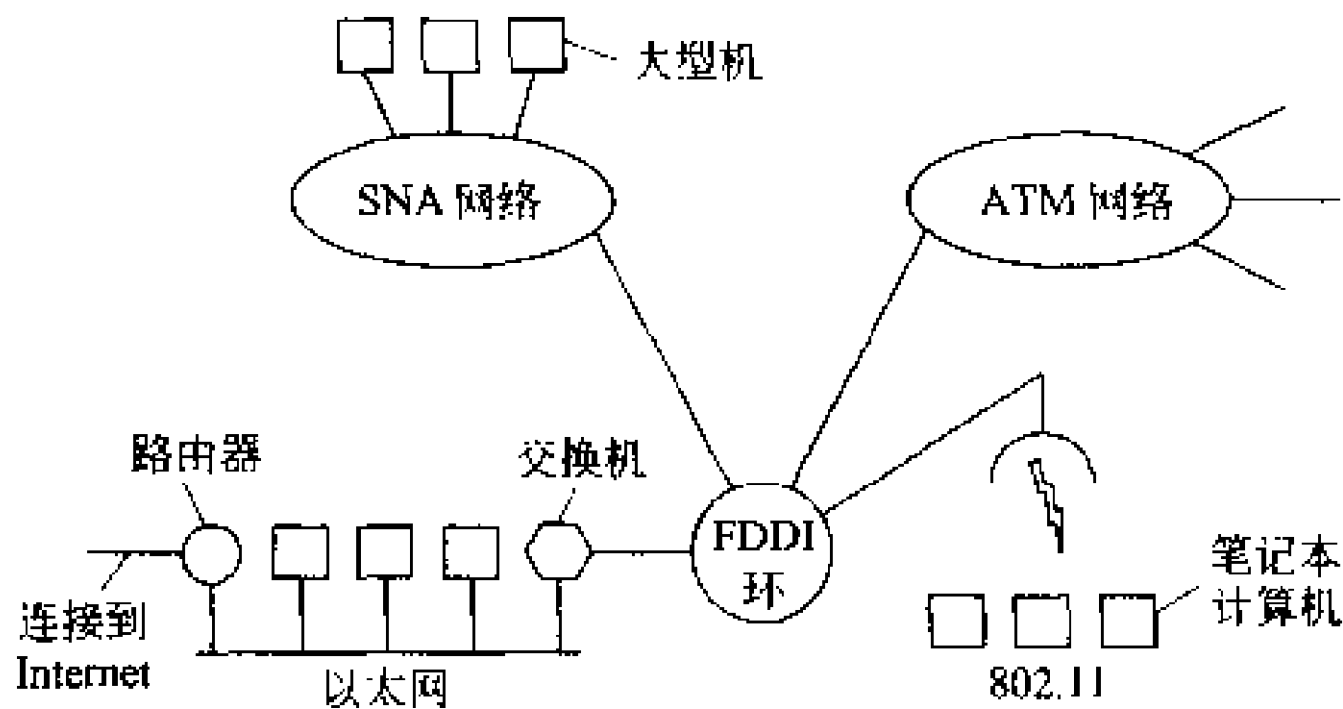 大型机
SNA 网络
ATM 网络
路由器
交换机
FDDI
环
连接到
Internet
以太网
笔记本
计算机
802.11